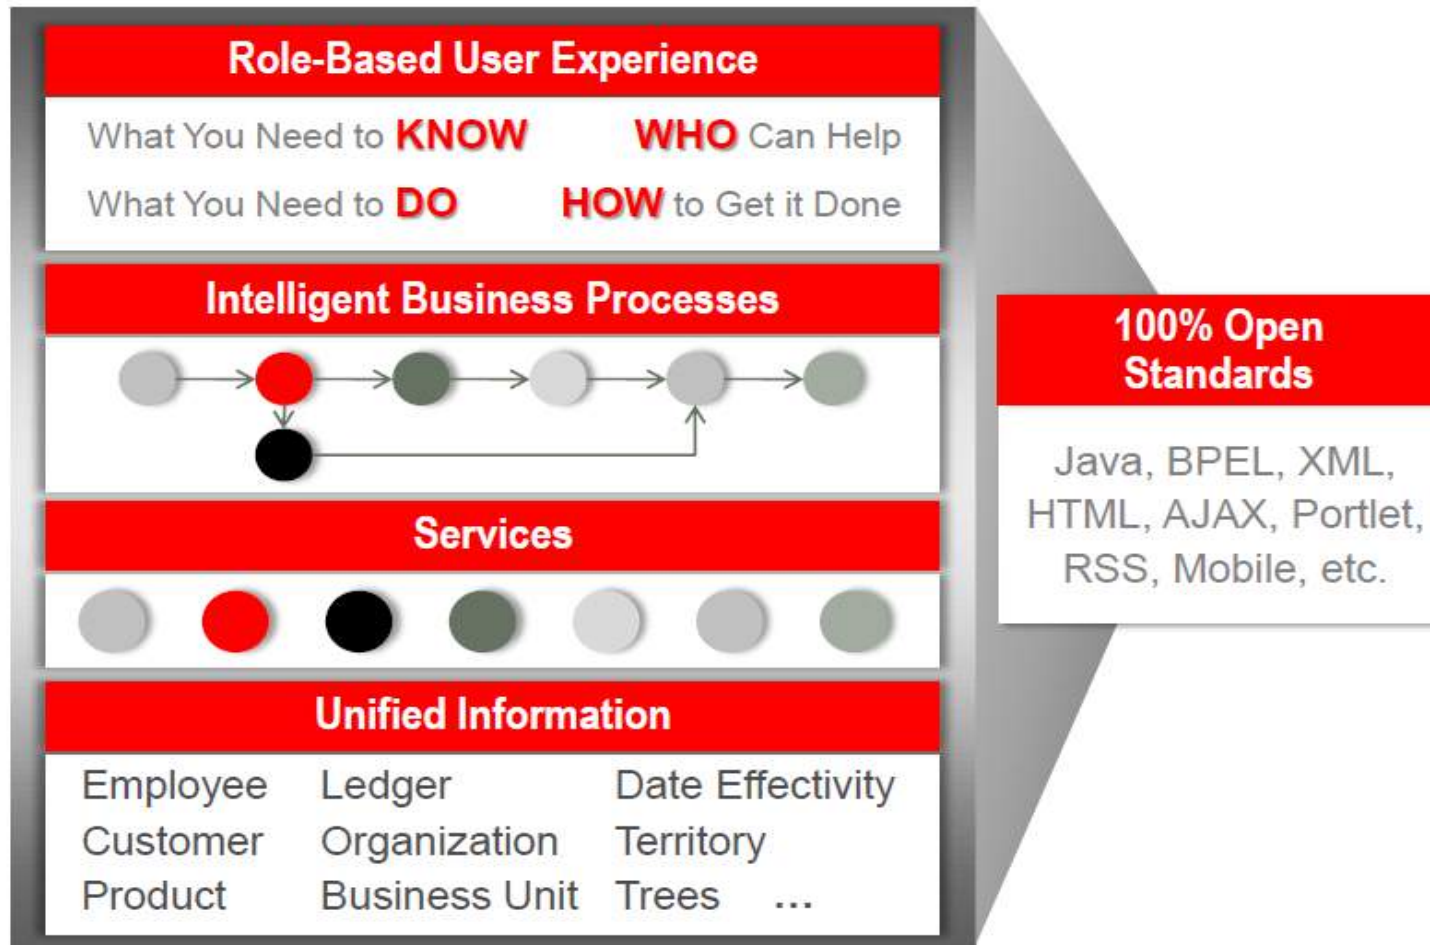 Role-Based User Experience
What You Need to KNOW WHO Can Help
What You Need to DO HOW to Get it Done
Intelligent Business Processes
Services
Unified Information
Employee Ledger Date Effectivity
Customer Organization Territory
Product Business Unit Trees ...
100% Open
Standards
Java, BPEL, XML,
HTML, AJAX, Portlet,
RSS, Mobile, etc.